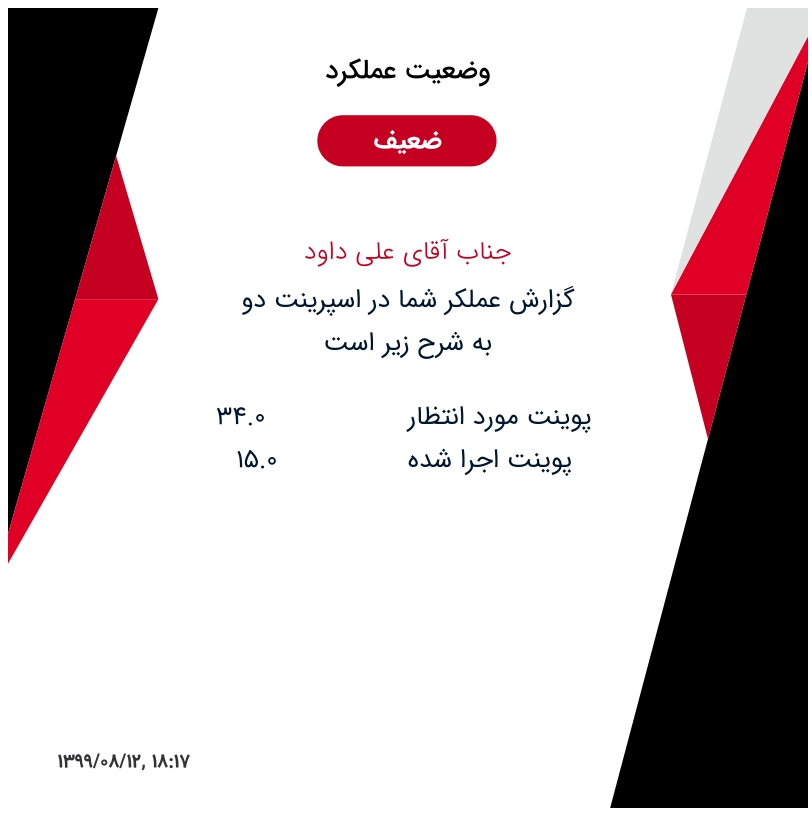 وضعیت عملکرد
ضعیف
جناب آقای علی داود
گزارش عملکر شما در اسپرینت دو
به شرح زیر است
پوینت مورد انتظار ۳۴.۰
پوینت اجرا شده ۱۵.۰
۱۳۹۹/۰۸/۱۲, ۱۸:۱۷